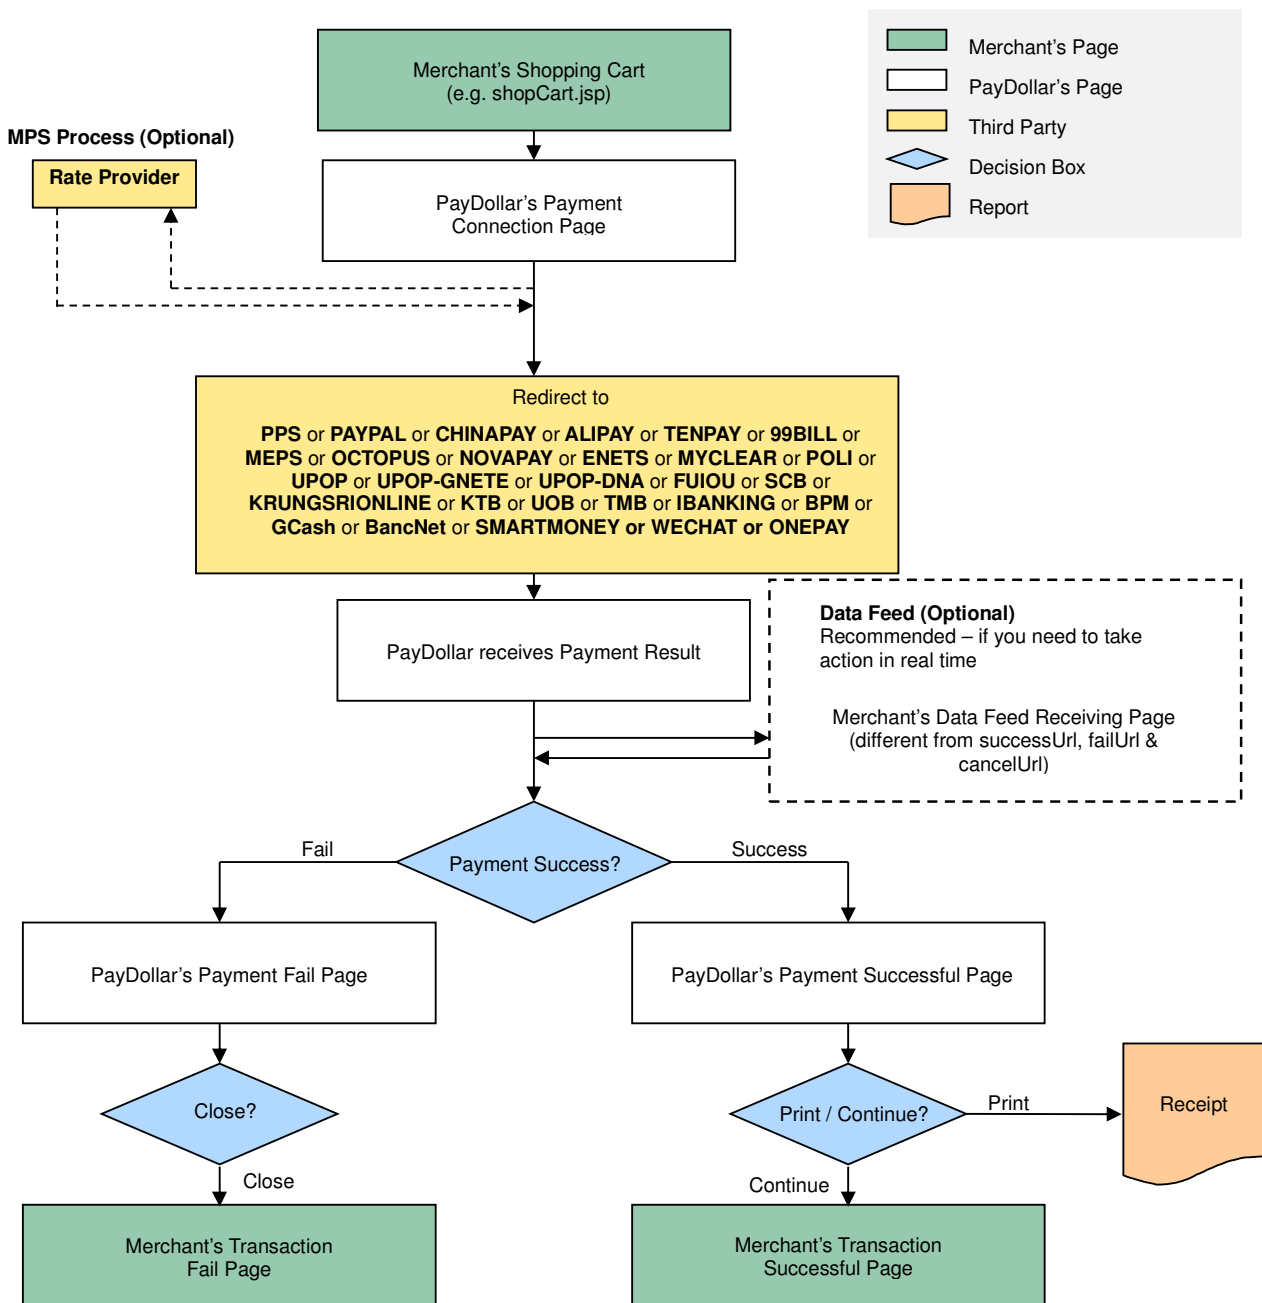 Merchant's Shopping Cart
(e.g. shopCart.jsp)
Merchant's Page
PayDollar's Page
Third Party
Decision Box
Report
MPS Process (Optional)
Rate Provider
PayDollar's Payment
Connection Page
Redirect to
PPS or PAYPAL or CHINAPAY or ALIPAY or TENPAY or 99BILL or
MEPS or OCTOPUS or NOVAPAY or ENETS or MYCLEAR or POLI or
UPOP or UPOP-GNETE or UPOP-DNA or FUIOU or SCB or
KRUNGSRIONLINE or KTB or UOB or TMB or IBANKING or BPM or
GCash or BancNet or SMARTMONEY or WECHAT or ONEPAY
Data Feed (Optional)
Recommended – if you need to take
action in real time
Merchant's Data Feed Receiving Page
(different from successUrl, failUrl &
cancelUrl)
PayDollar receives Payment Result
Fail
Payment Success?
Success
PayDollar's Payment Fail Page
PayDollar's Payment Successful Page
Close?
Print / Continue?
Print
Receipt
Close
Continue
Merchant's Transaction
Fail Page
Merchant's Transaction
Successful Page